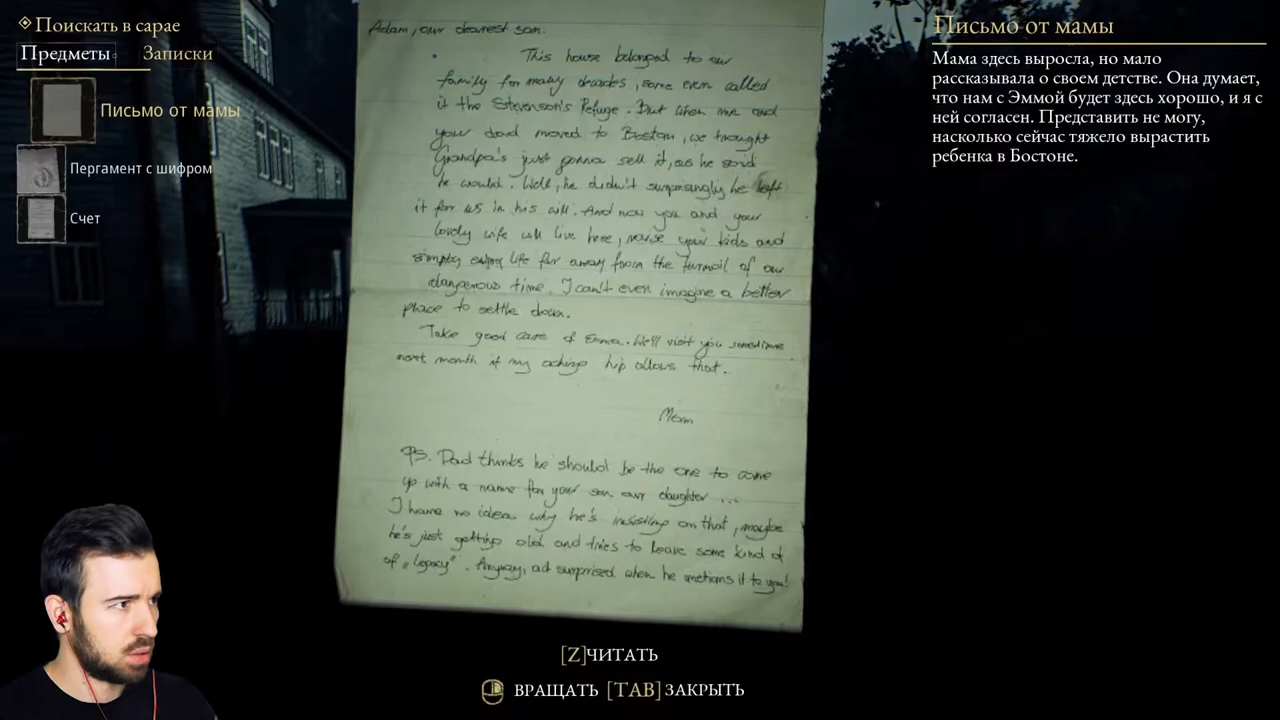 Поискать в сарае
Предметы
Записки
Письмо от мамы
Пергамент с шифром
Счет
Adam, our dearest son.
This house belonged to our
family for many decades, some even called
it the Stevenson's Refuge. But when me and
your dad moved to Boston, we thought
Grandpa's just gonna sell it, as he said
he would. Well, he didn't surprisingly he left
it for us in his will. And now you and your
lovely wife will live here, raise your kids and
simply enjoy life far away from the turmoil of our
dangerous time. I can't even imagine a better
place to settle down.
Take good care of Emma. We'll visit you sometime
next month if my aching hip allows that.
Mom
PS. Dad thinks he should be the one to come
up with a name for your son our daughter ...
I have no idea why he's insisting on that, maybe
he's just getting old and tries to leave some kind of
of „legacy". Anyway, act surprised when he metions it to you!
Письмо от мамы
Мама здесь выросла, но мало
рассказывала о своем детстве. Она думает,
что нам с Эммой будет здесь хорошо, и я с
ней согласен. Представить не могу,
насколько сейчас тяжело вырастить
ребенка в Бостоне.
[Z]ЧИТАТЬ
ВРАЩАТЬ [TAB]ЗАКРЫТЬ